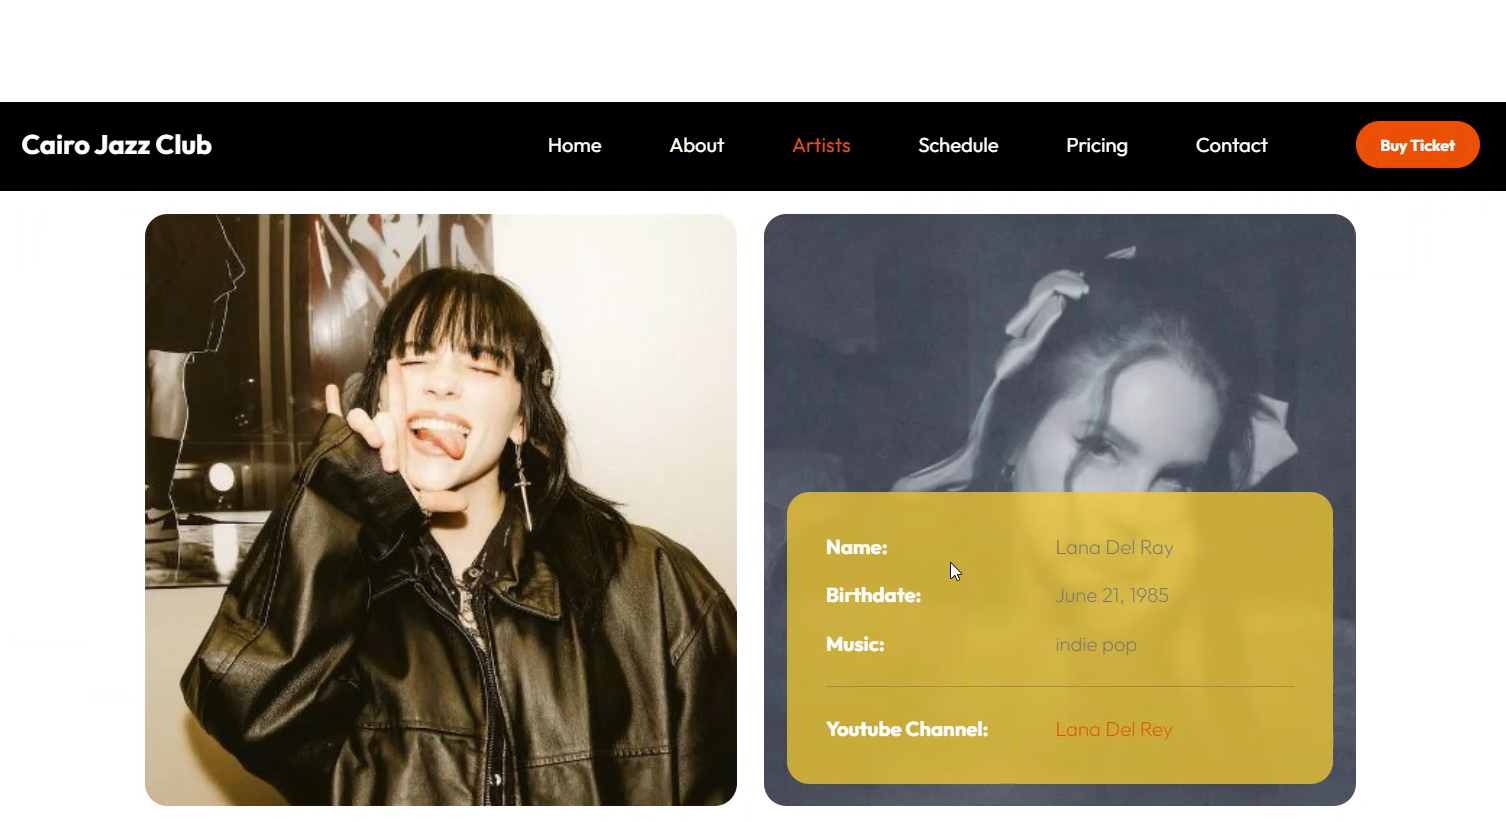 Cairo Jazz Club
Home
About
Artists
Schedule
Pricing
Contact
Buy Ticket
Name: Lana Del Ray
Birthdate: June 21, 1985
Music: indie pop
Youtube Channel: Lana Del Rey